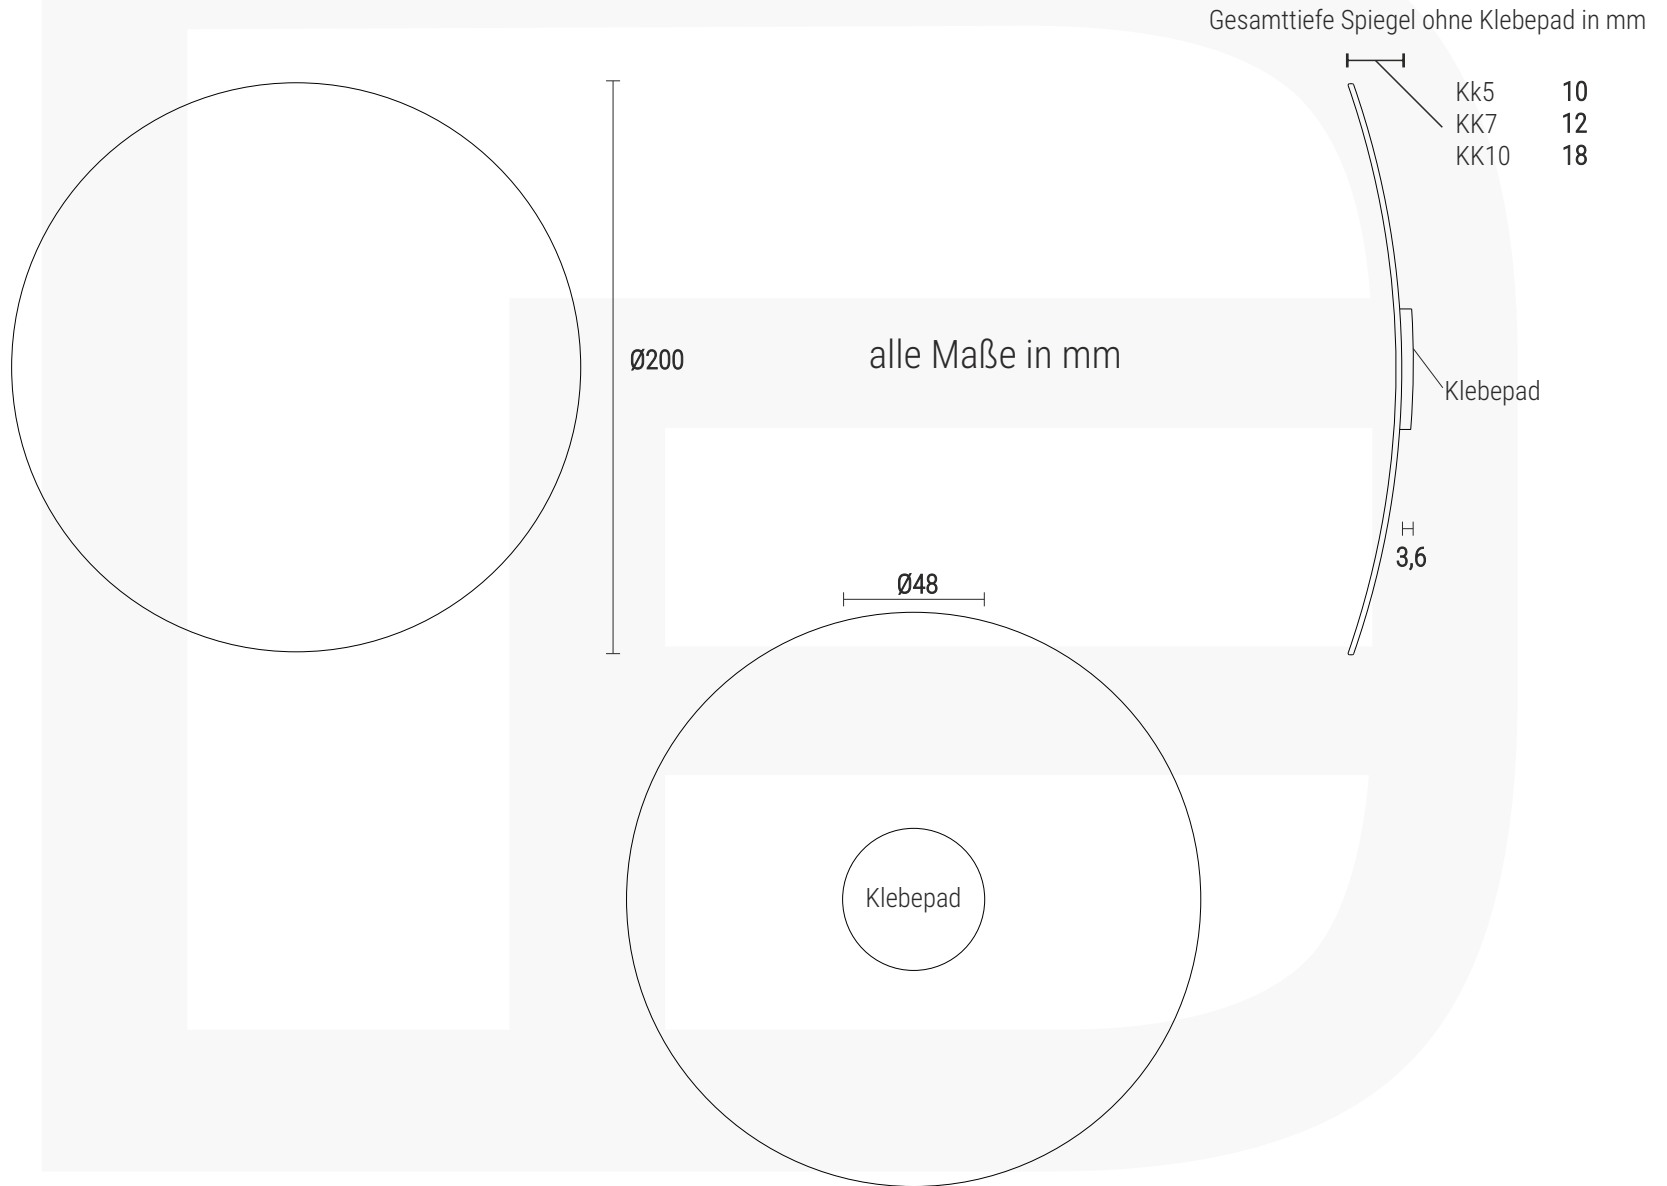 Gesamttiefe Spiegel ohne Klebepad in mm
Kk5 10
KK7 12
KK10 18
Ø200
alle Maße in mm
Klebepad
3,6
Ø48
Klebepad